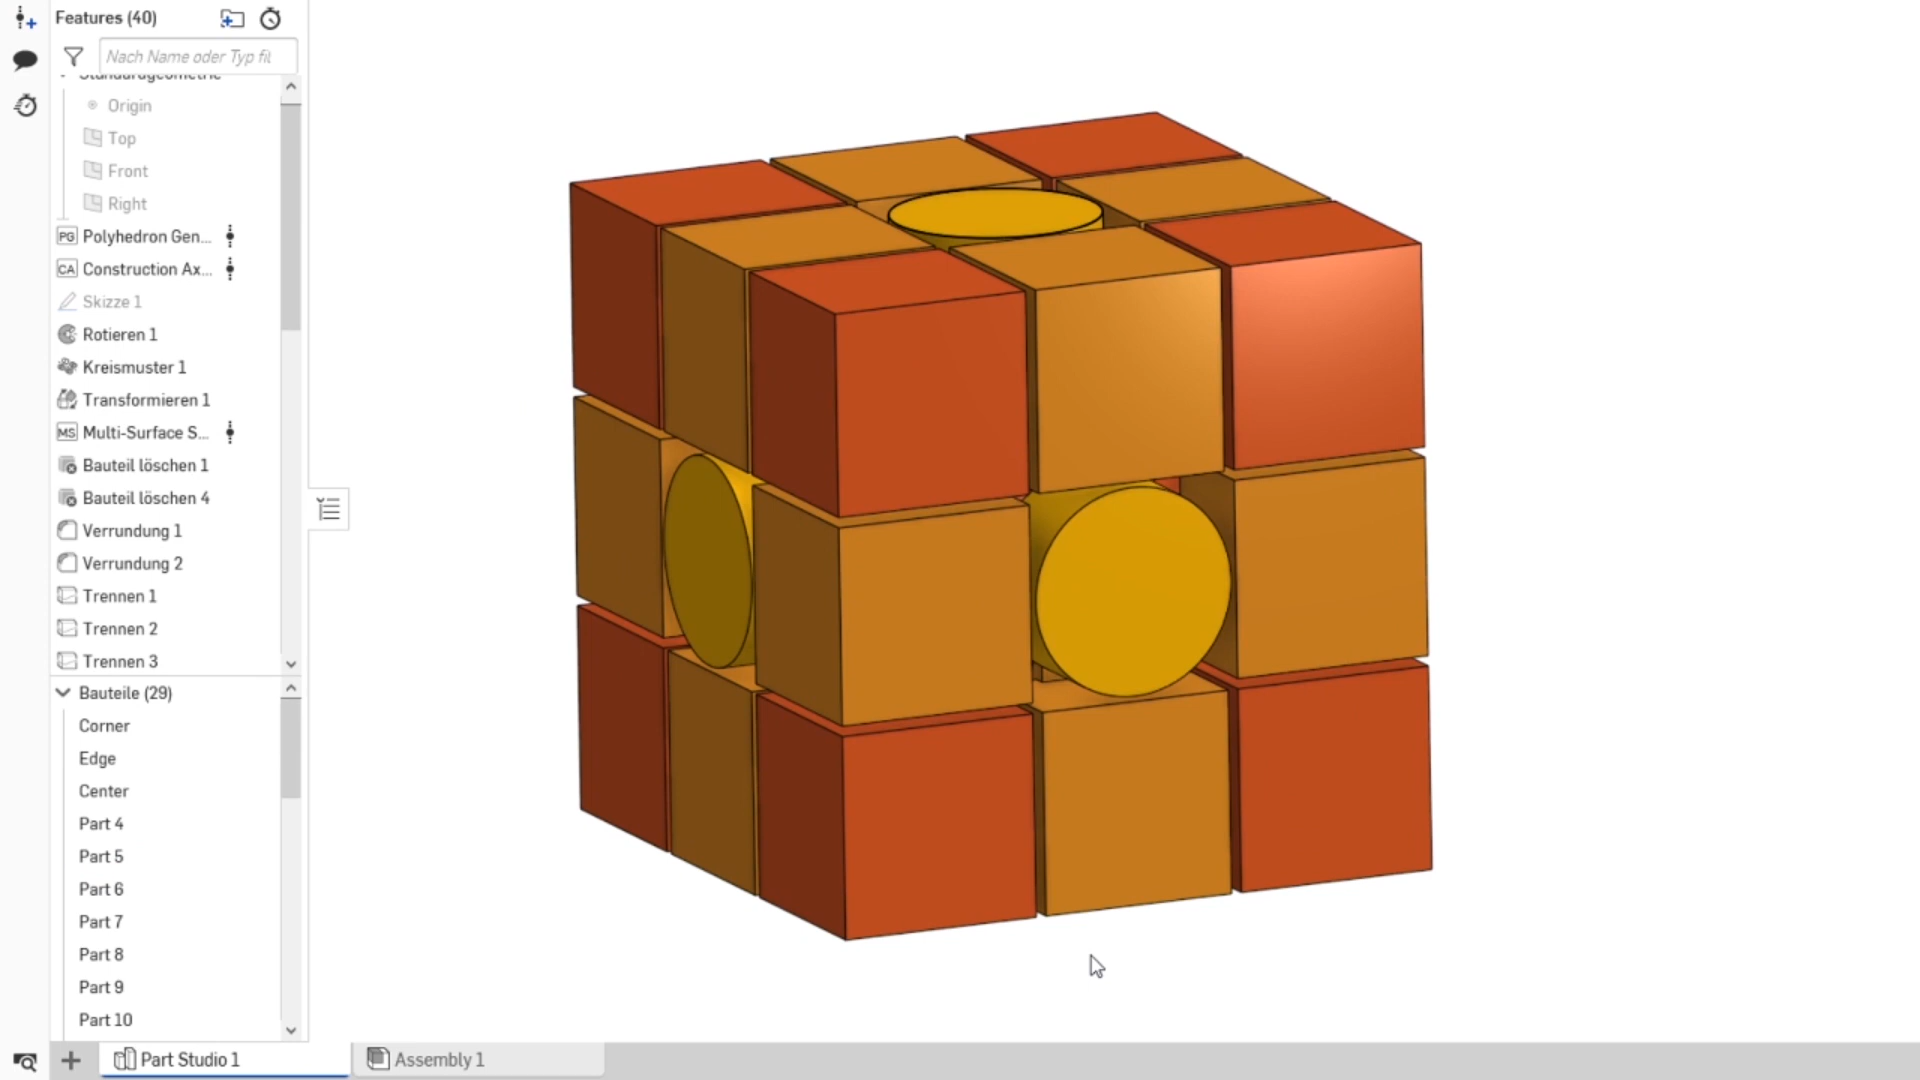 Features (40)
Nach Name oder Typ fil
Standardgeometrie
Origin
Top
Front
Right
PG Polyhedron Gen...
CA Construction Ax...
Skizze 1
Rotieren 1
Kreismuster 1
Transformieren 1
MS Multi-Surface S...
Bauteil löschen 1
Bauteil löschen 4
Verrundung 1
Verrundung 2
Trennen 1
Trennen 2
Trennen 3
Bauteile (29)
Corner
Edge
Center
Part 4
Part 5
Part 6
Part 7
Part 8
Part 9
Part 10
Part Studio 1
Assembly 1